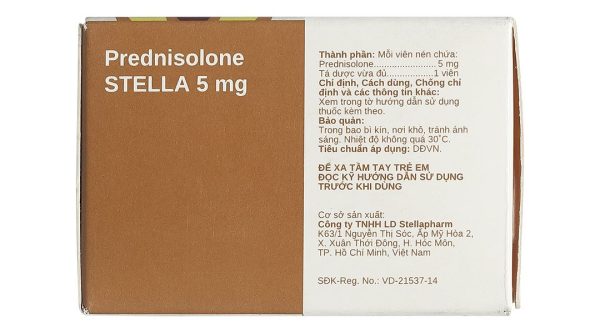 Prednisolone
STELLA 5 mg
Thành phần: Mỗi viên nén chứa:
Prednisolone........................ 5 mg
Tá dược vừa đủ...................1 viên
Chỉ định, Cách dùng, Chống chỉ
định và các thông tin khác:
Xem trong tờ hướng dẫn sử dụng
thuốc kèm theo.
Bảo quản:
Trong bao bì kín, nơi khô, tránh ánh
sáng. Nhiệt độ không quá 30°C.
Tiêu chuẩn áp dụng: DĐVN.
ĐỂ XA TẦM TAY TRẺ EM
ĐỌC KỸ HƯỚNG DẪN SỬ DỤNG
TRƯỚC KHI DÙNG
Cơ sở sản xuất:
Công ty TNHH LD Stellapharm
K63/1 Nguyễn Thị Sóc, Ấp Mỹ Hòa 2,
X. Xuân Thới Đông, H. Hóc Môn,
TP. Hồ Chí Minh, Việt Nam
SĐK-Reg. No.: VD-21537-14